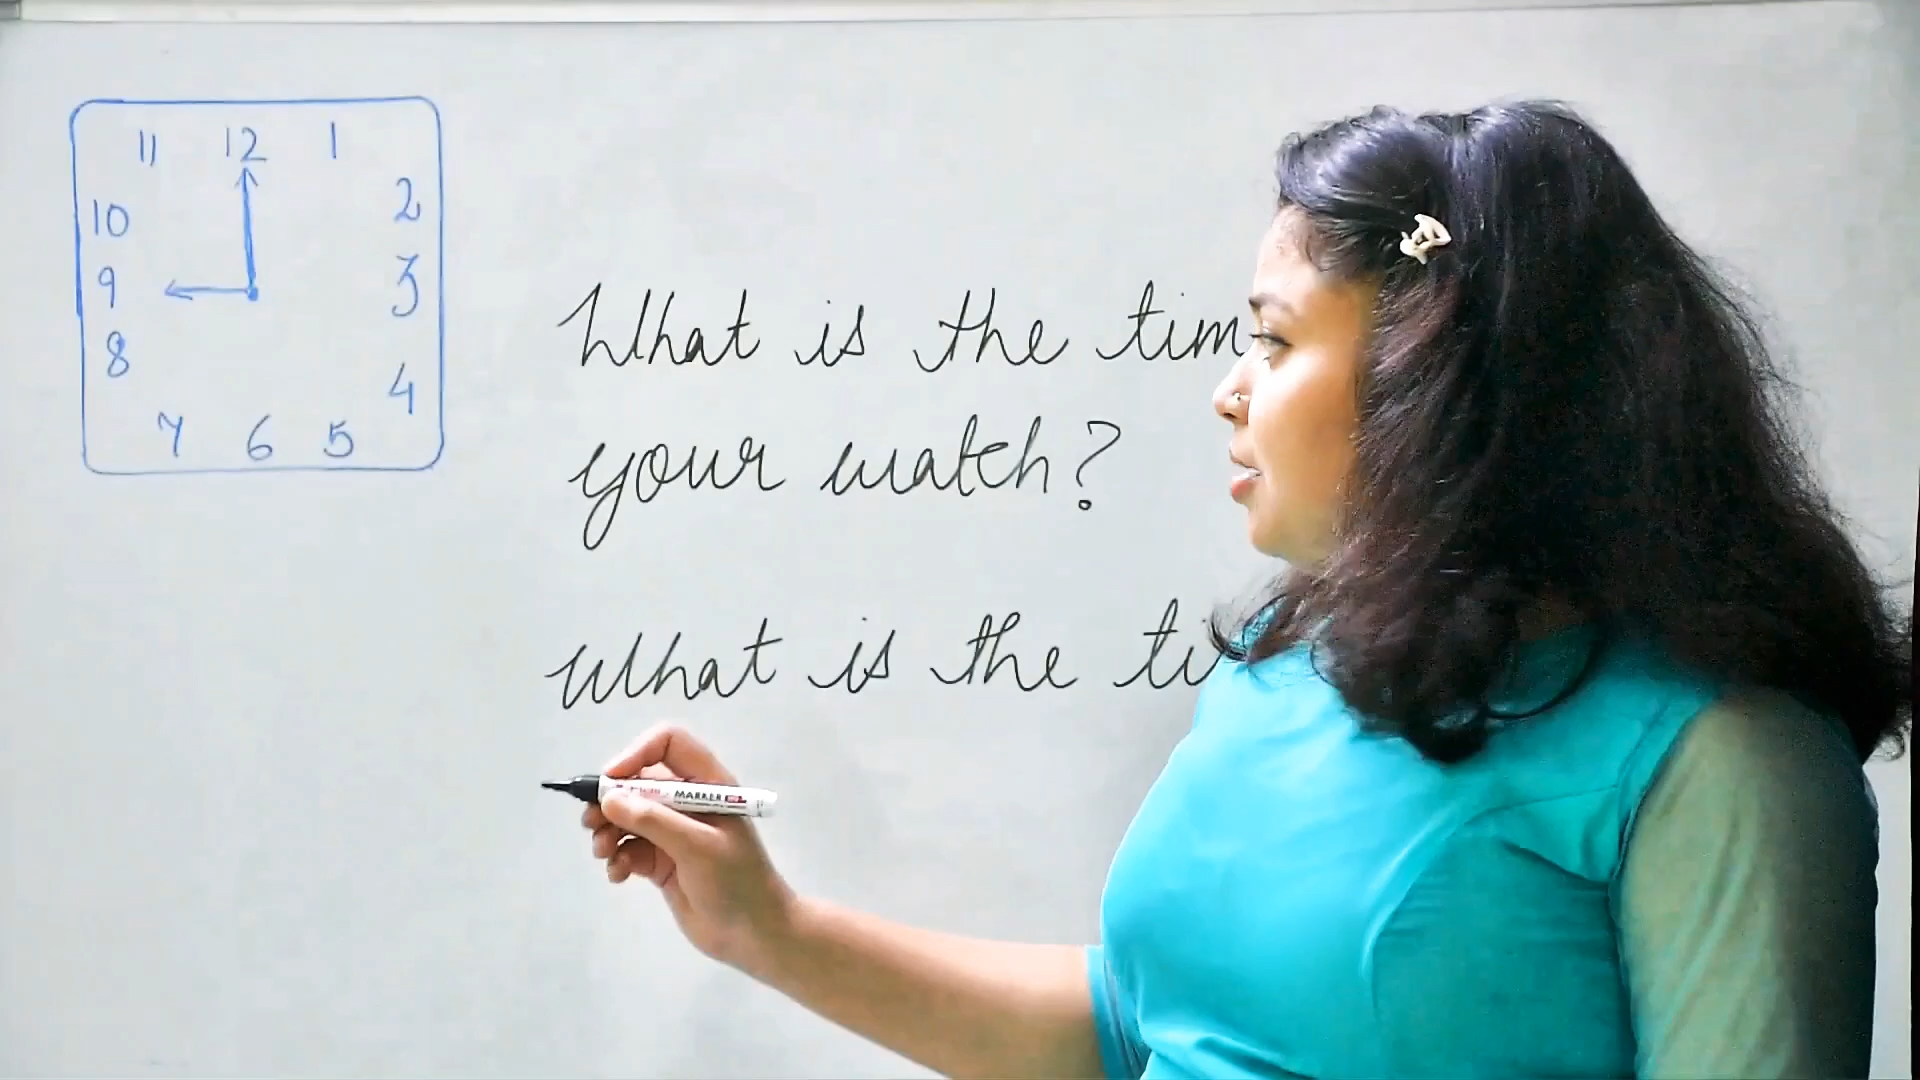 11 12 1
10 2
9 3
8 4
7 6 5
What is the tim
your watch?
What is the ti
MARKER